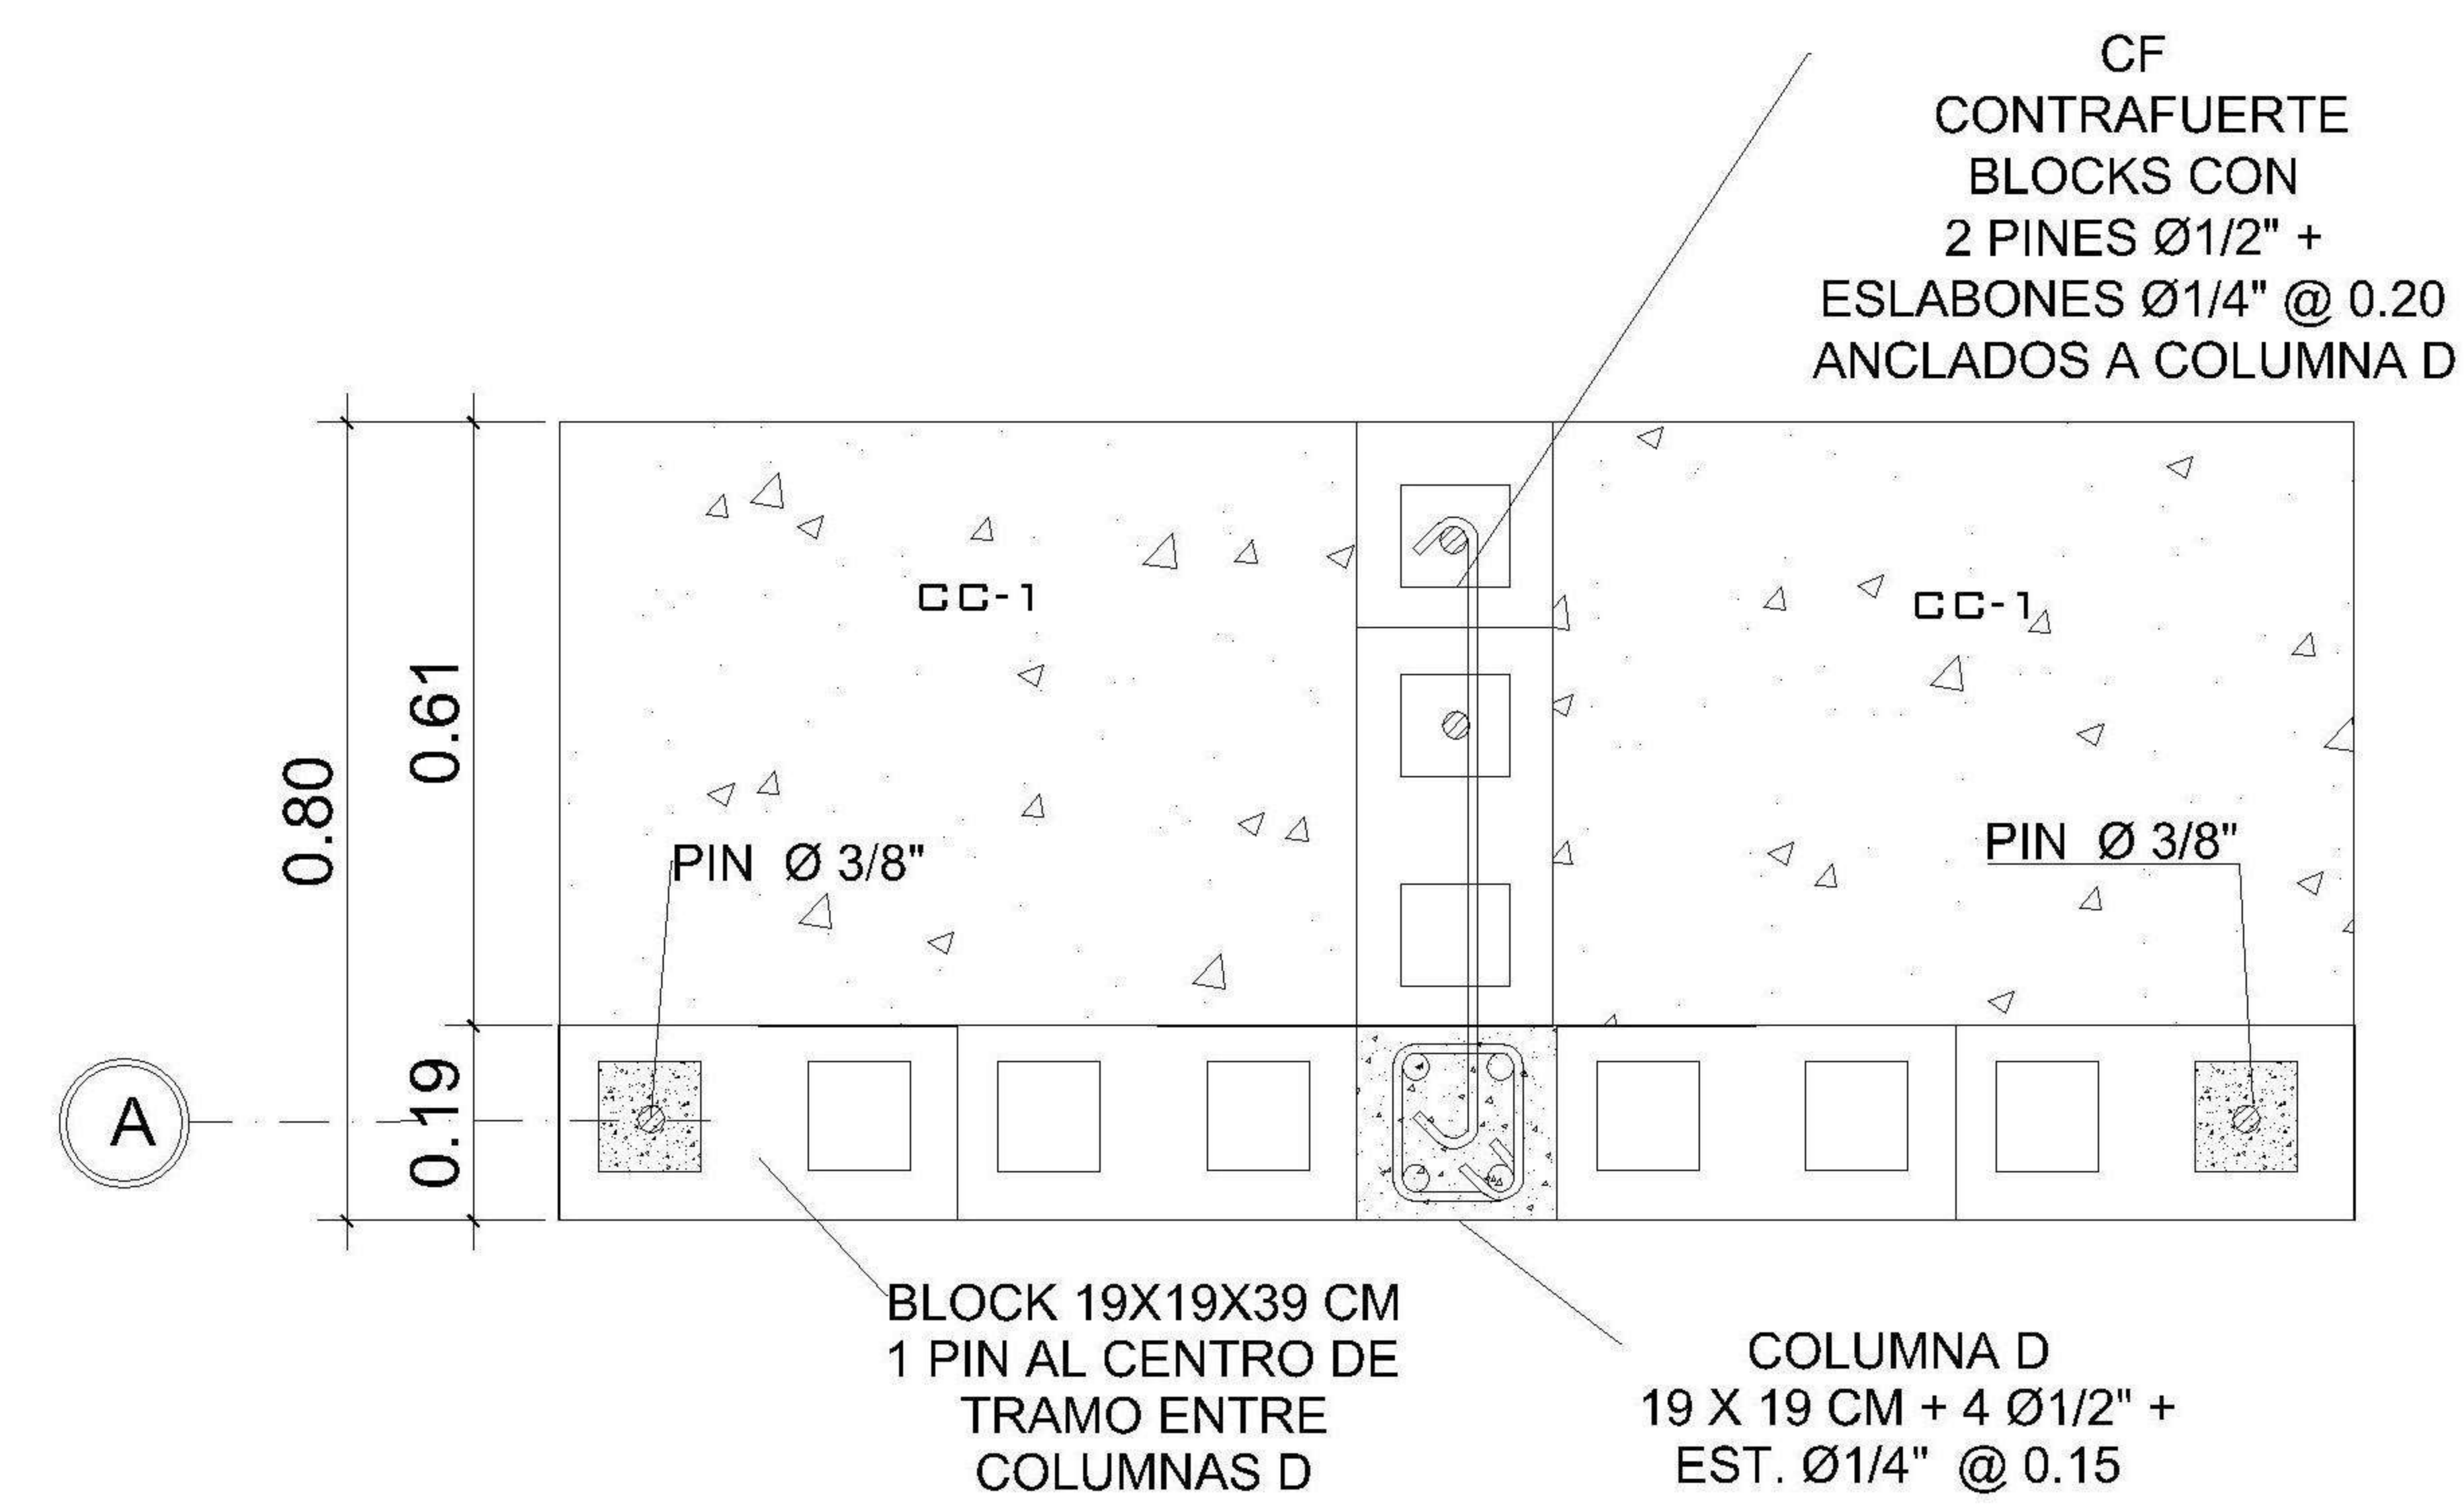 CF
CONTRAFUERTE
BLOCKS CON
2 PINES Ø1/2" +
ESLABONES Ø1/4" @ 0.20
ANCLADOS A COLUMNA D
CC-1
CC-1
0.61
0.80
PIN Ø 3/8"
PIN Ø 3/8"
0.19
A
BLOCK 19X19X39 CM
1 PIN AL CENTRO DE
TRAMO ENTRE
COLUMNAS D
COLUMNA D
19 X 19 CM + 4 Ø1/2" +
EST. Ø1/4" @ 0.15